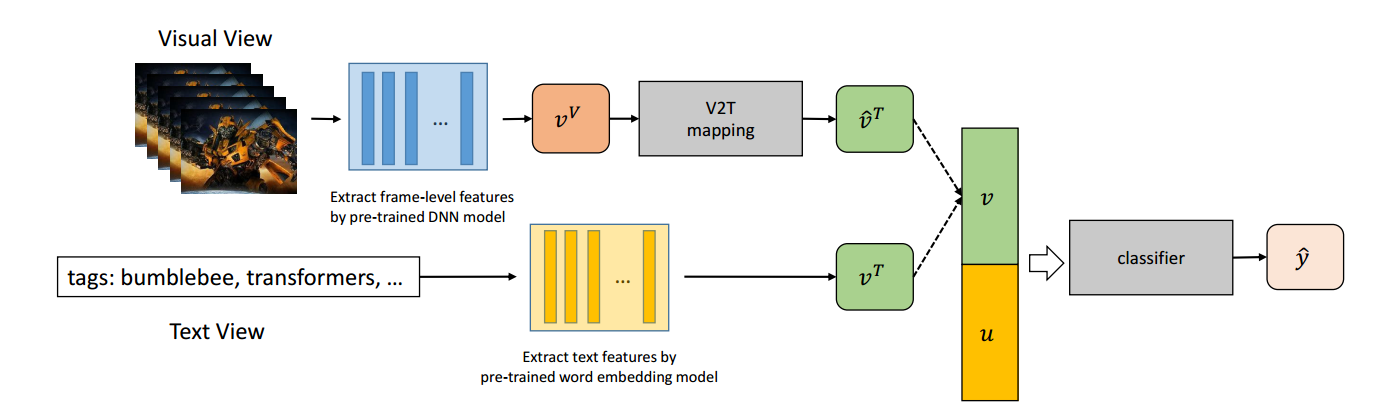 Visual View
...
v^V
V2T
mapping
v̂^T
Extract frame-level features
by pre-trained DNN model
v
tags: bumblebee, transformers, ...
...
v^T
classifier
ŷ
Text View
u
Extract text features by
pre-trained word embedding model